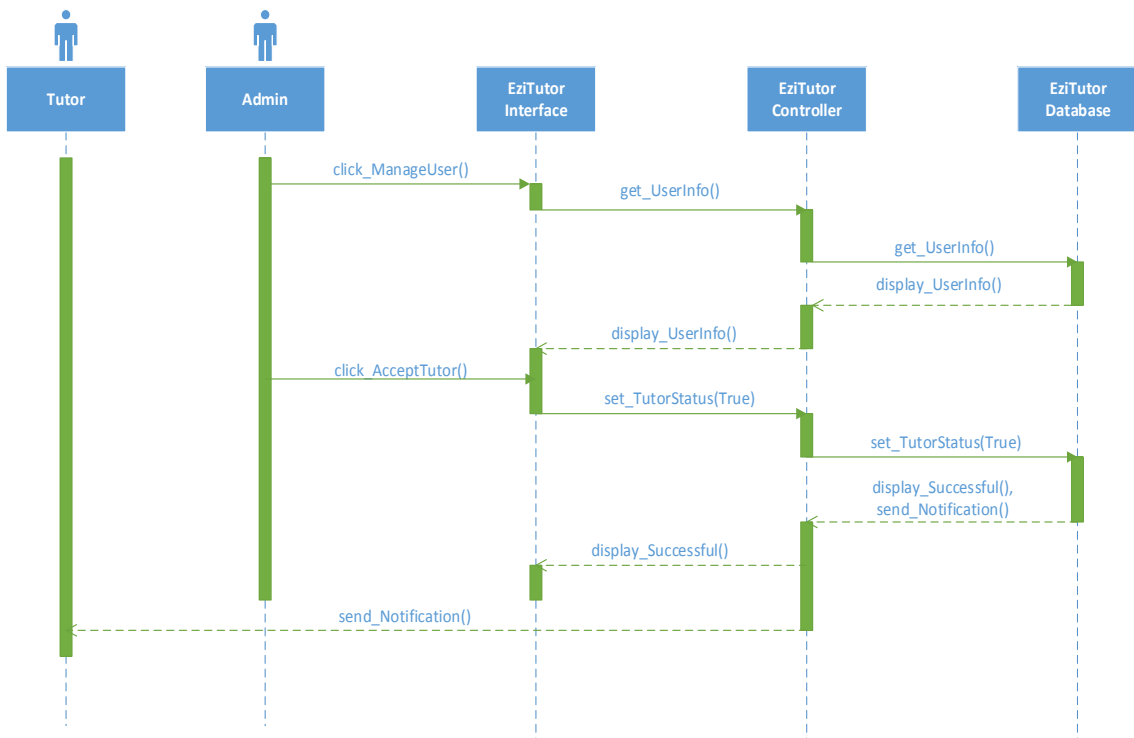 Tutor
Admin
EziTutor
Interface
EziTutor
Controller
EziTutor
Database
click_ManageUser()
get_UserInfo()
get_UserInfo()
display_UserInfo()
display_UserInfo()
click_AcceptTutor()
set_TutorStatus(True)
set_TutorStatus(True)
display_Successful(),
send_Notification()
display_Successful()
send_Notification()